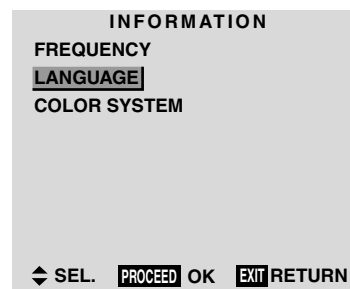 INFORMATION
FREQUENCY
LANGUAGE
COLOR SYSTEM
SEL. PROCEED OK EXIT RETURN